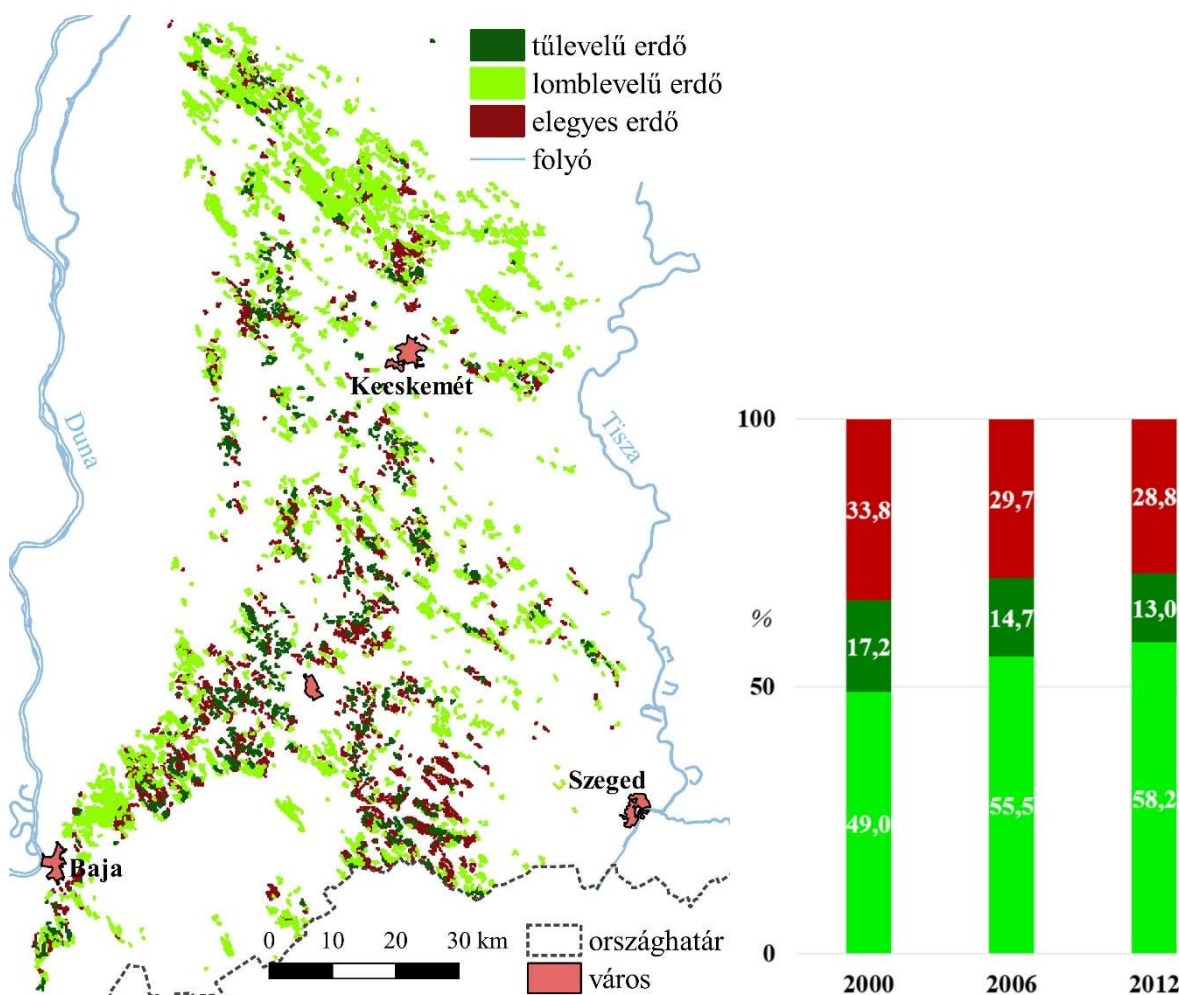 tűlevelű erdő
lomblevelű erdő
elegyes erdő
folyó
Duna
Kecskemét
Tisza
Szeged
Baja
0 10 20 30 km
országhatár
város
100
33,8 29,7 28,8
%
17,2 14,7 13,0
50
49,0 55,5 58,2
0
2000 2006 2012